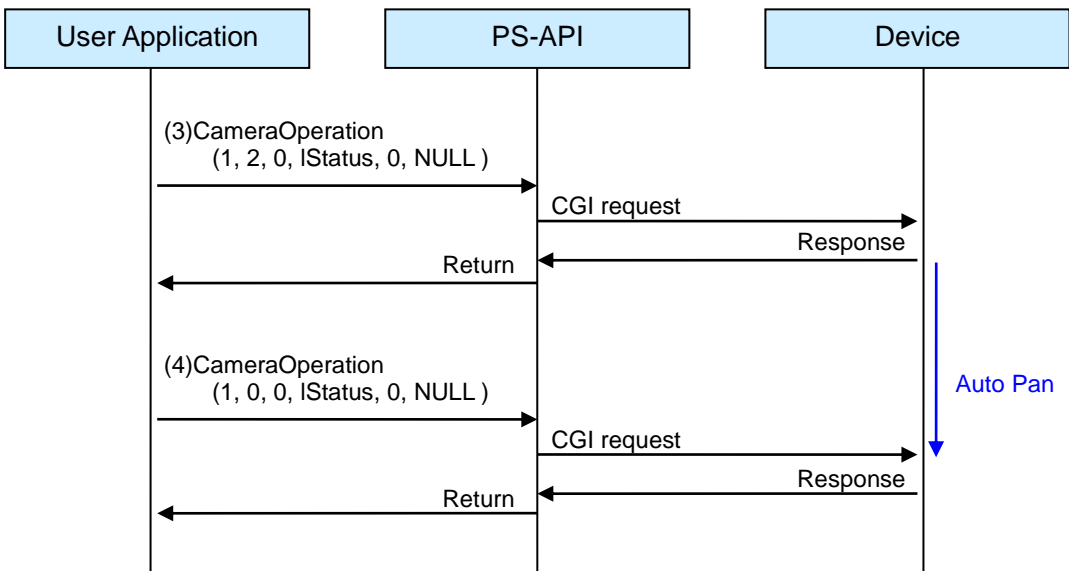 User Application
PS-API
Device
(3)CameraOperation
(1, 2, 0, lStatus, 0, NULL )
CGI request
Response
Return
(4)CameraOperation
(1, 0, 0, lStatus, 0, NULL )
Auto Pan
CGI request
Response
Return